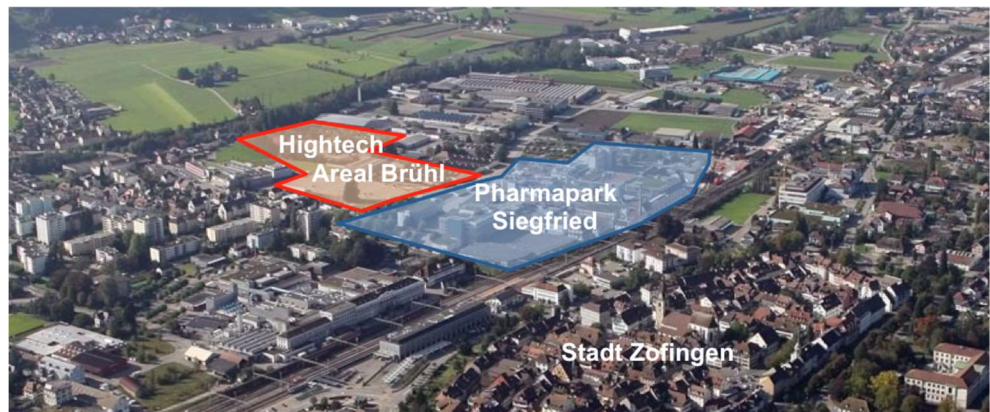 Hightech
Areal Brühl
Pharmapark
Siegfried
Stadt Zofingen